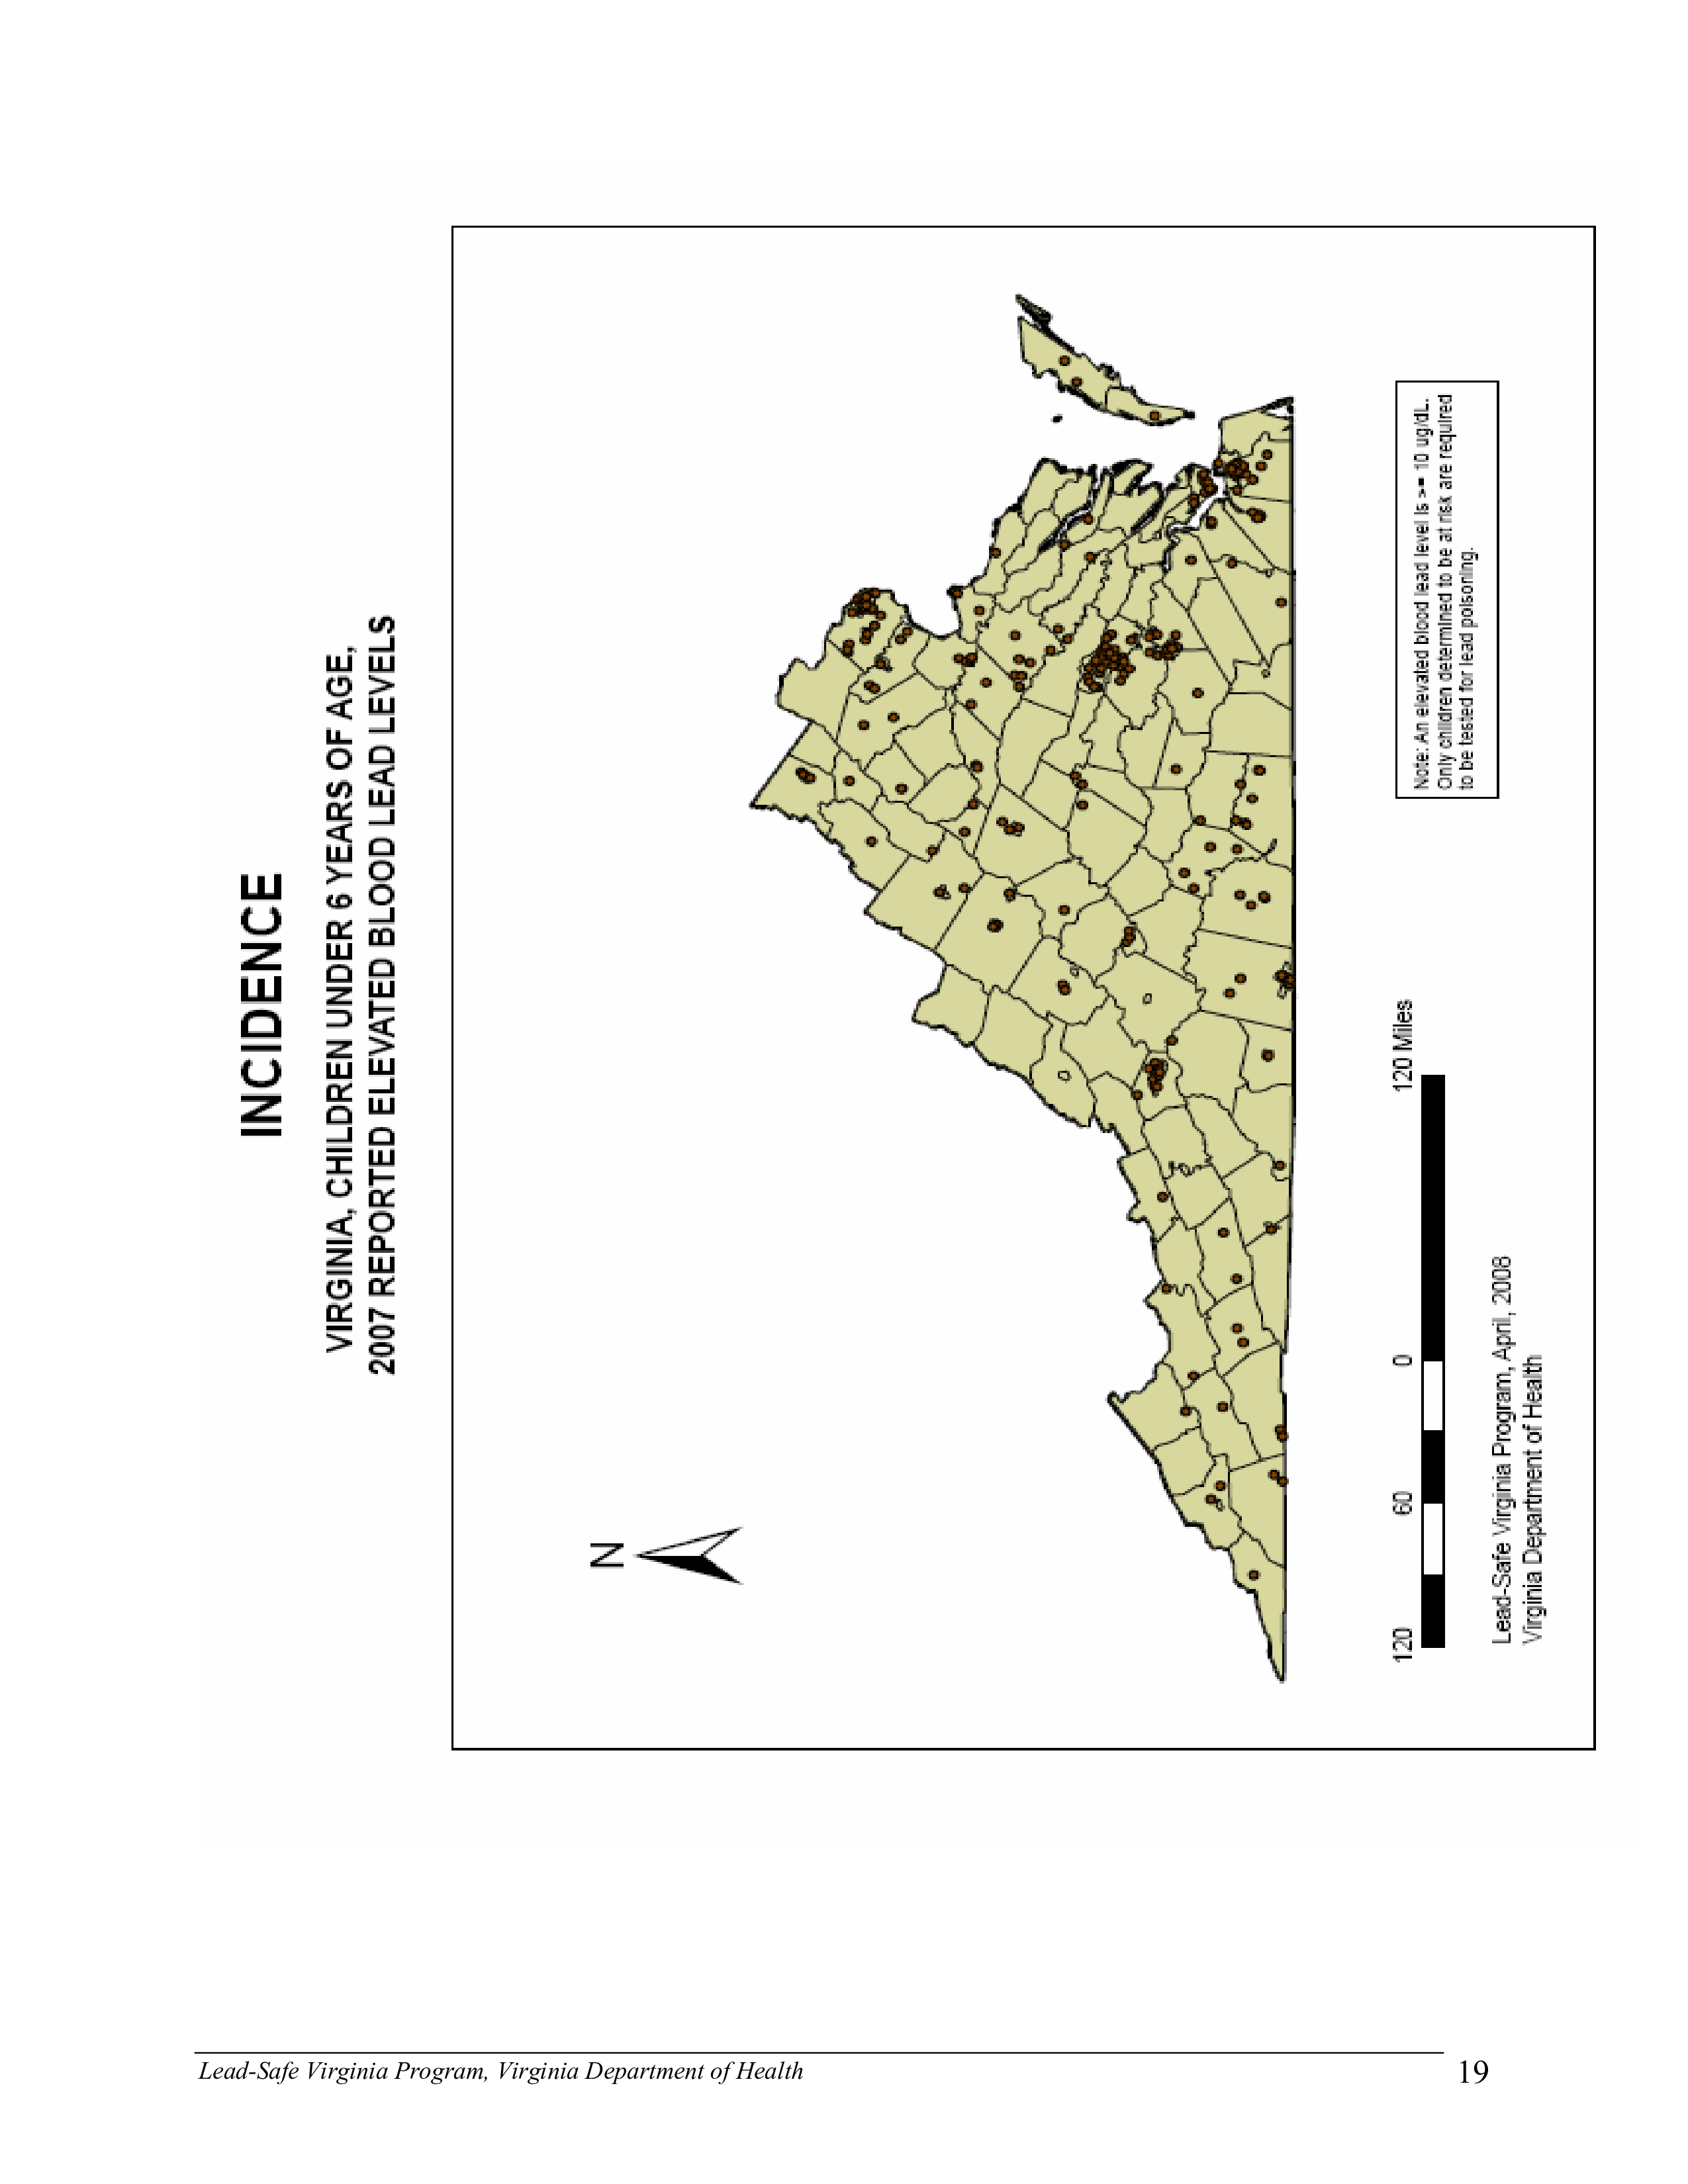 INCIDENCE
VIRGINIA, CHILDREN UNDER 6 YEARS OF AGE,
2007 REPORTED ELEVATED BLOOD LEAD LEVELS
N
120 60 0 120 Miles
Note: An elevated blood lead level is >= 10 ug/dL.
Only children determined to be at risk are required
to be tested for lead poisoning.
Lead-Safe Virginia Program, April, 2008
Virginia Department of Health
Lead-Safe Virginia Program, Virginia Department of Health 19